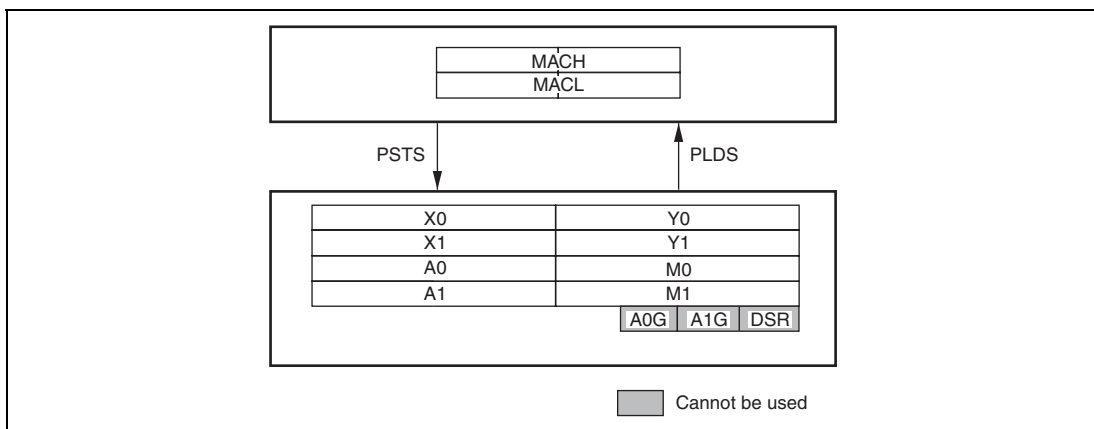 MACH
MACL
PSTS PLDS
X0 Y0
X1 Y1
A0 M0
A1 M1
A0G A1G DSR
Cannot be used